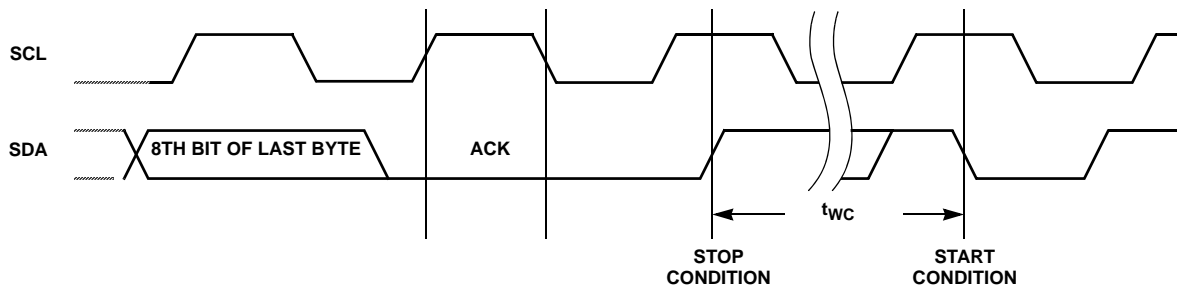 SCL
SDA
8TH BIT OF LAST BYTE
ACK
tWC
STOP
CONDITION
START
CONDITION